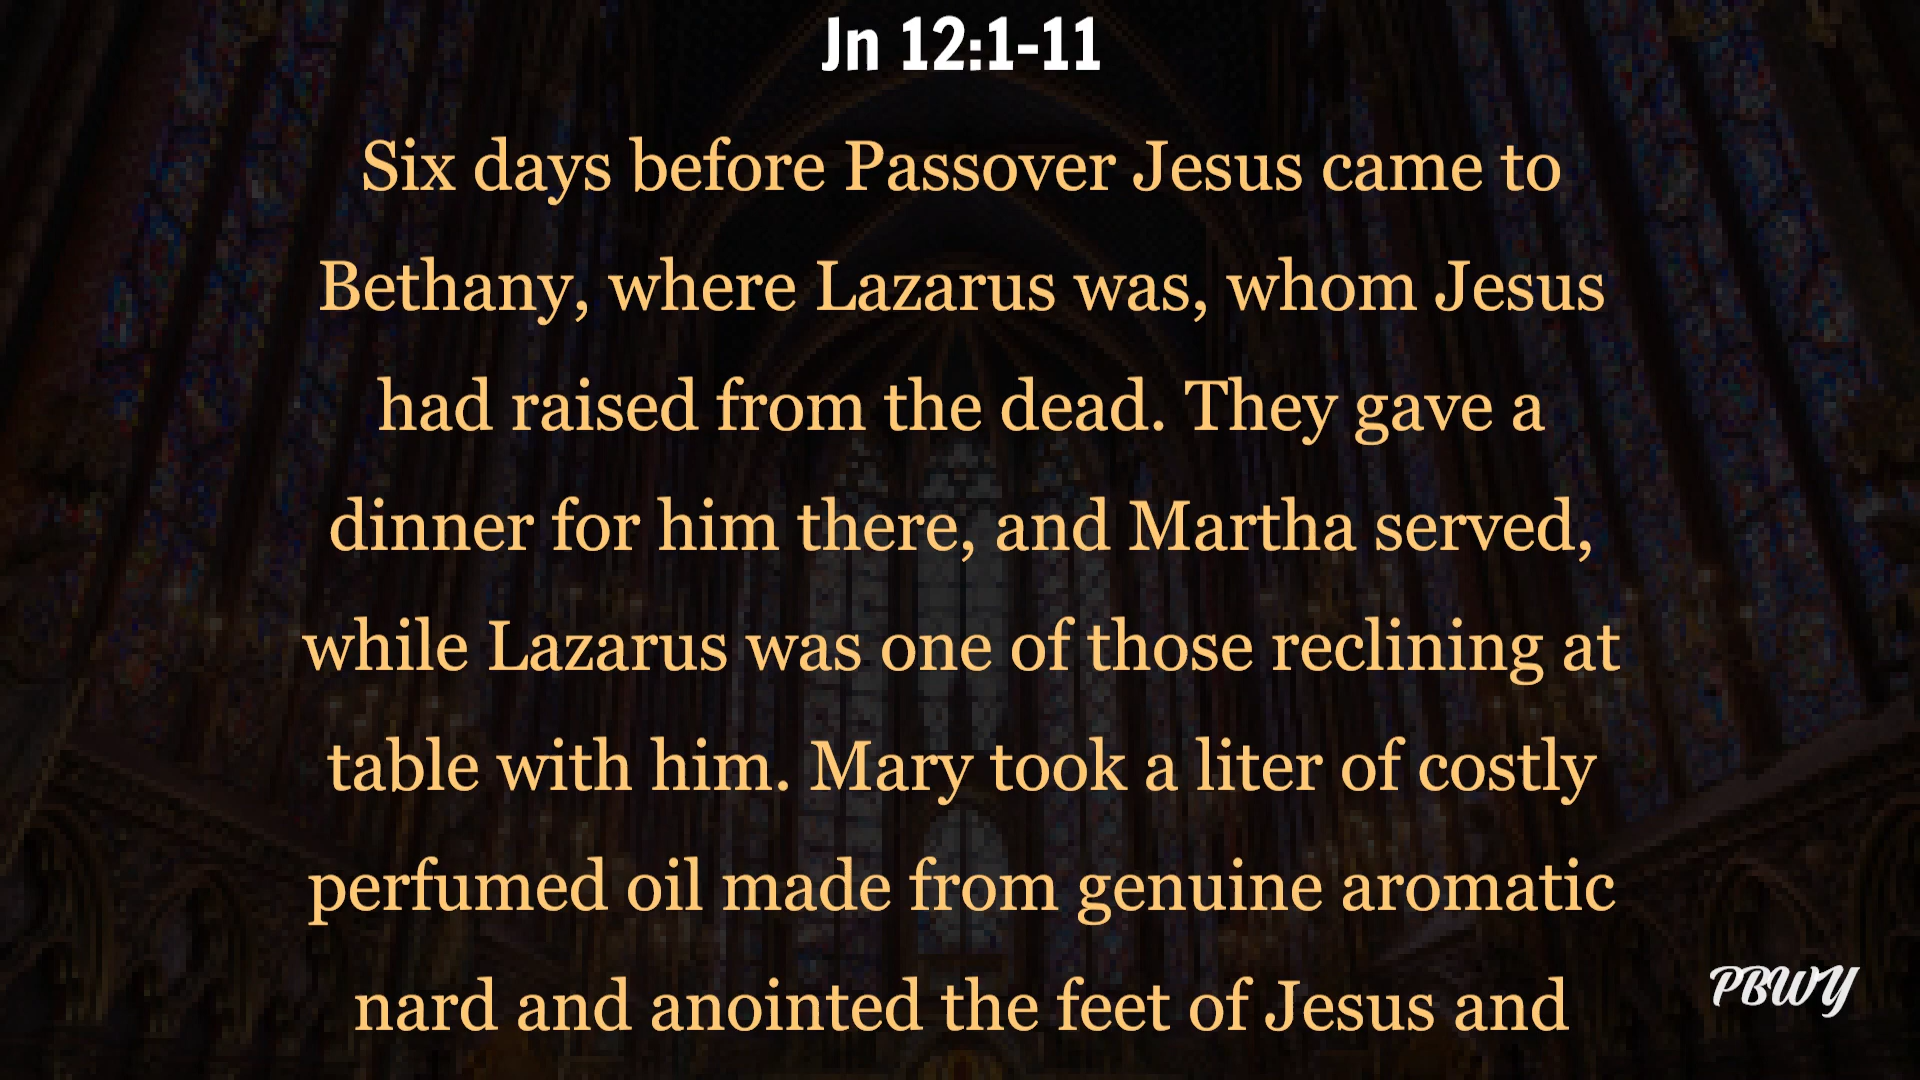 Jn 12:1-11
Six days before Passover Jesus came to
Bethany, where Lazarus was, whom Jesus
had raised from the dead. They gave a
dinner for him there, and Martha served,
while Lazarus was one of those reclining at
table with him. Mary took a liter of costly
perfumed oil made from genuine aromatic
nard and anointed the feet of Jesus and
PBWY